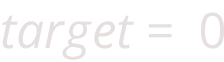 target = 0